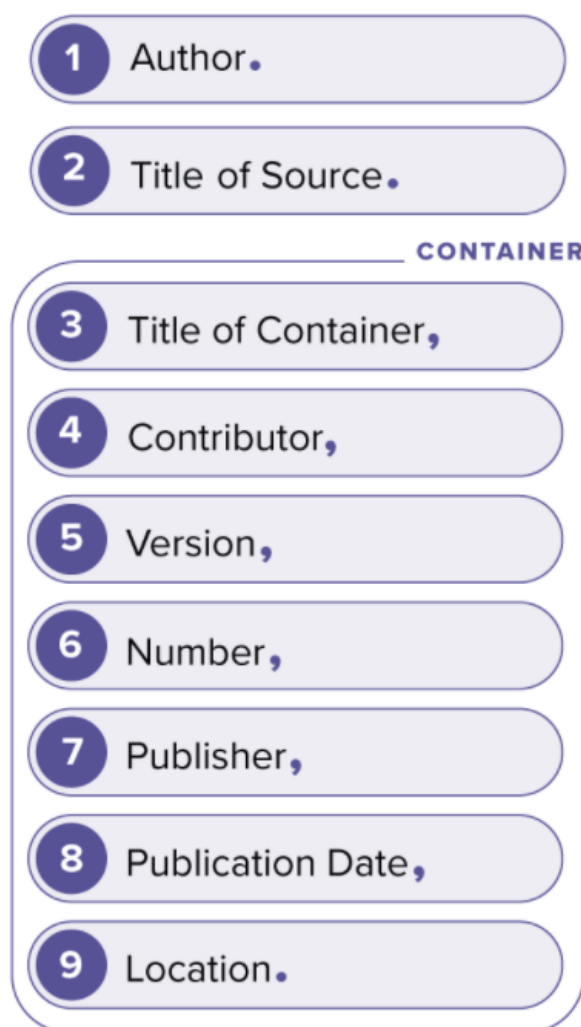 1 Author.
2 Title of Source.
CONTAINER
3 Title of Container,
4 Contributor,
5 Version,
6 Number,
7 Publisher,
8 Publication Date,
9 Location.